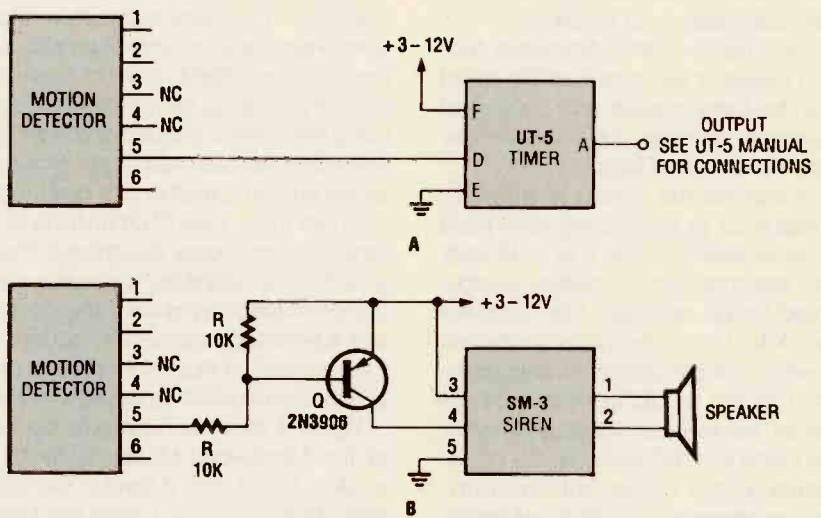 1
2
3 NC
4 NC
5
6
MOTION
DETECTOR
+3–12V
F
D
E
UT-5
TIMER
A
OUTPUT
SEE UT-5 MANUAL
FOR CONNECTIONS
A
1
2
3 NC
4 NC
5
6
MOTION
DETECTOR
R
10K
R
10K
Q
2N3906
+3–12V
3
4
5
SM-3
SIREN
1
2
SPEAKER
B